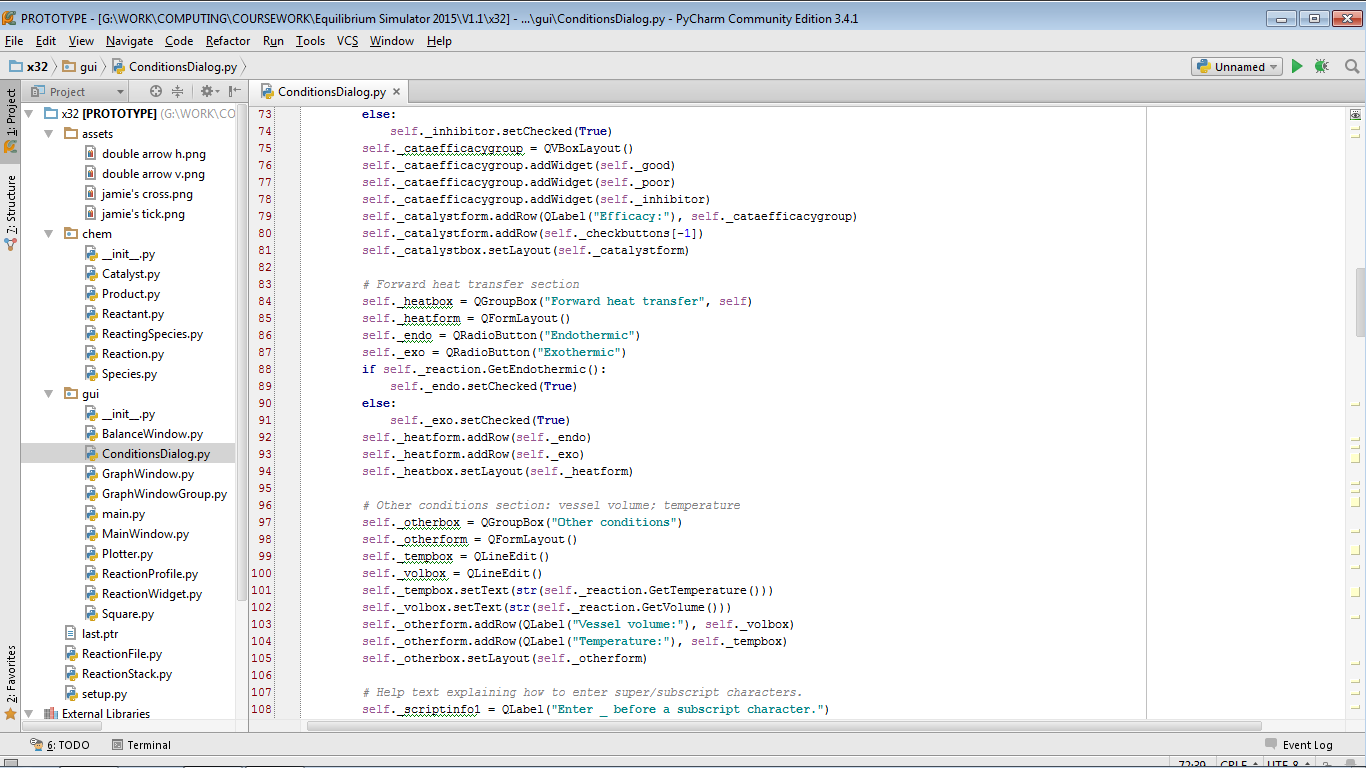 PROTOTYPE - [G:\WORK\COMPUTING\COURSEWORK\Equilibrium Simulator 2015\V1.1\x32] - ...\gui\ConditionsDialog.py - PyCharm Community Edition 3.4.1
File Edit View Navigate Code Refactor Run Tools VCS Window Help
x32 gui ConditionsDialog.py Unnamed
Project
ConditionsDialog.py
1: Project
7: Structure
2: Favorites
x32 [PROTOTYPE] (G:\WORK\CO
assets
double arrow h.png
double arrow v.png
jamie's cross.png
jamie's tick.png
chem
__init__.py
Catalyst.py
Product.py
Reactant.py
ReactingSpecies.py
Reaction.py
Species.py
gui
__init__.py
BalanceWindow.py
ConditionsDialog.py
GraphWindow.py
GraphWindowGroup.py
main.py
MainWindow.py
Plotter.py
ReactionProfile.py
ReactionWidget.py
Square.py
last.ptr
ReactionFile.py
ReactionStack.py
setup.py
External Libraries
73 else:
74 self._inhibitor.setChecked(True)
75 self._cataefficacygroup = QVBoxLayout()
76 self._cataefficacygroup.addWidget(self._good)
77 self._cataefficacygroup.addWidget(self._poor)
78 self._cataefficacygroup.addWidget(self._inhibitor)
79 self._catalystform.addRow(QLabel("Efficacy:"), self._cataefficacygroup)
80 self._catalystform.addRow(self._checkbuttons[-1])
81 self._catalystbox.setLayout(self._catalystform)
82
83 # Forward heat transfer section
84 self._heatbox = QGroupBox("Forward heat transfer", self)
85 self._heatform = QFormLayout()
86 self._endo = QRadioButton("Endothermic")
87 self._exo = QRadioButton("Exothermic")
88 if self._reaction.GetEndothermic():
89 self._endo.setChecked(True)
90 else:
91 self._exo.setChecked(True)
92 self._heatform.addRow(self._endo)
93 self._heatform.addRow(self._exo)
94 self._heatbox.setLayout(self._heatform)
95
96 # Other conditions section: vessel volume; temperature
97 self._otherbox = QGroupBox("Other conditions")
98 self._otherform = QFormLayout()
99 self._tempbox = QLineEdit()
100 self._volbox = QLineEdit()
101 self._tempbox.setText(str(self._reaction.GetTemperature()))
102 self._volbox.setText(str(self._reaction.GetVolume()))
103 self._otherform.addRow(QLabel("Vessel volume:"), self._volbox)
104 self._otherform.addRow(QLabel("Temperature:"), self._tempbox)
105 self._otherbox.setLayout(self._otherform)
106
107 # Help text explaining how to enter super/subscript characters.
108 self._scriptinfo1 = QLabel("Enter _ before a subscript character.")
6: TODO Terminal Event Log
72:39 CRLF UTF-8